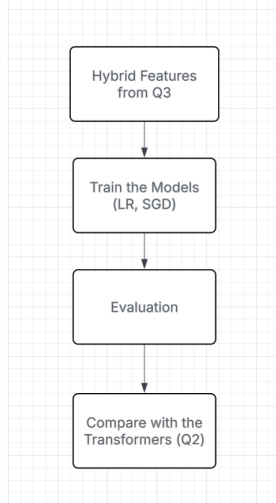 Hybrid Features
from Q3
Train the Models
(LR, SGD)
Evaluation
Compare with the
Transformers (Q2)